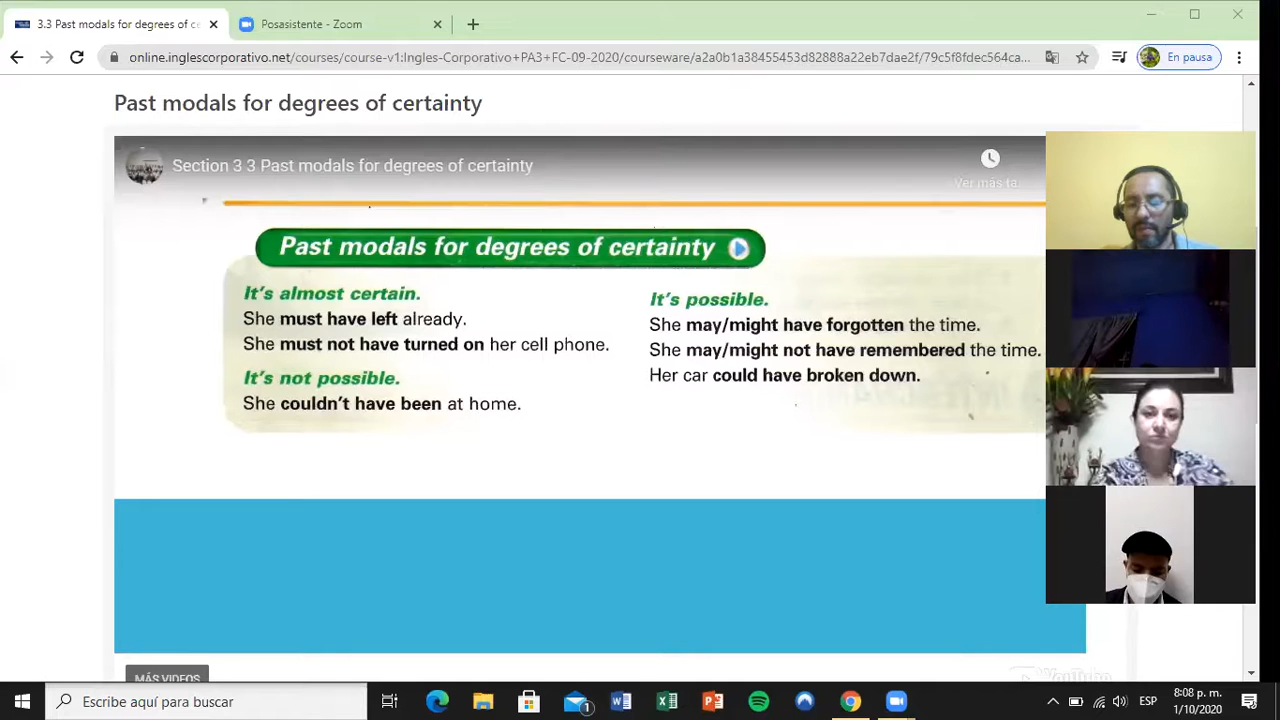 3.3 Past modals for degrees of ce
Posasistente - Zoom
online.inglescorporativo.net/courses/course-v1:Ingles-Corporativo+PA3+FC-09-2020/courseware/a2a0b1a38455453d82888a22eb7dae2f/79c5f8fdec564ca...
En pausa
Past modals for degrees of certainty
Section 3 3 Past modals for degrees of certainty
Ver más ta
Past modals for degrees of certainty
It's almost certain.
She must have left already.
She must not have turned on her cell phone.
It's not possible.
She couldn't have been at home.
It's possible.
She may/might have forgotten the time.
She may/might not have remembered the time.
Her car could have broken down.
MÁS VIDEOS
YouTube
Escribe aquí para buscar
1
ESP
8:08 p. m.
1/10/2020